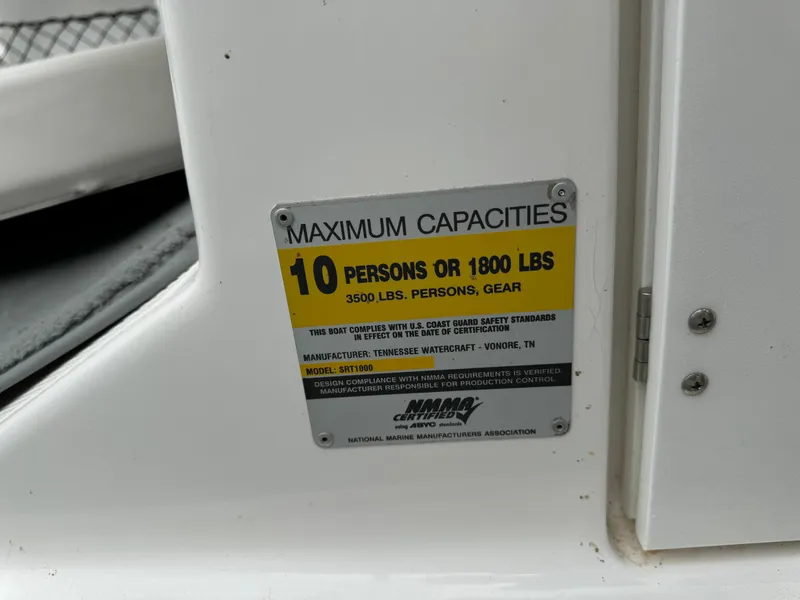 MAXIMUM CAPACITIES
10 PERSONS OR 1800 LBS
3500 LBS. PERSONS, GEAR
THIS BOAT COMPLIES WITH U.S. COAST GUARD SAFETY STANDARDS
IN EFFECT ON THE DATE OF CERTIFICATION
MANUFACTURER: TENNESSEE WATERCRAFT - VONORE, TN
MODEL: SRT1000
DESIGN COMPLIANCE WITH NMMA REQUIREMENTS IS VERIFIED.
MANUFACTURER RESPONSIBLE FOR PRODUCTION CONTROL.
NMMA®
CERTIFIED
using ABYC standards
NATIONAL MARINE MANUFACTURERS ASSOCIATION